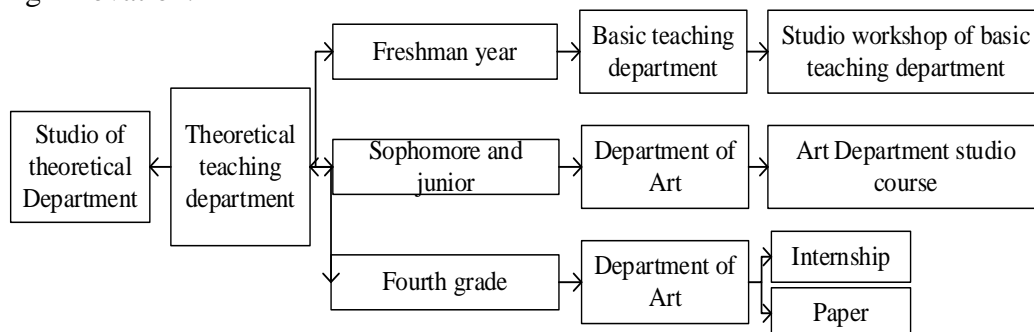 Freshman year
Basic teaching
department
Studio workshop of basic
teaching department
Studio of
theoretical
Department
Theoretical
teaching
department
Sophomore and
junior
Department of
Art
Art Department studio
course
Fourth grade
Department of
Art
Internship
Paper